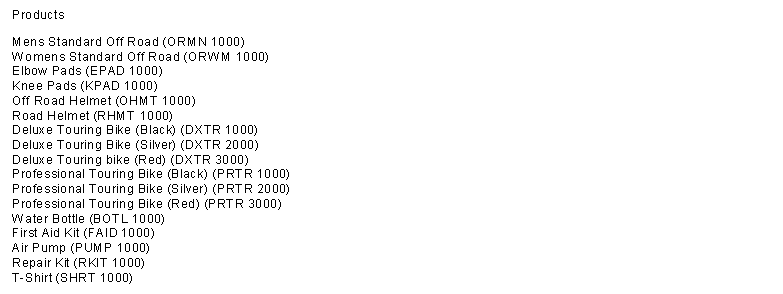 Products
Mens Standard Off Road (ORMN 1000)
Womens Standard Off Road (ORWM 1000)
Elbow Pads (EPAD 1000)
Knee Pads (KPAD 1000)
Off Road Helmet (OHMT 1000)
Road Helmet (RHMT 1000)
Deluxe Touring Bike (Black) (DXTR 1000)
Deluxe Touring Bike (Silver) (DXTR 2000)
Deluxe Touring bike (Red) (DXTR 3000)
Professional Touring Bike (Black) (PRTR 1000)
Professional Touring Bike (Silver) (PRTR 2000)
Professional Touring Bike (Red) (PRTR 3000)
Water Bottle (BOTL 1000)
First Aid Kit (FAID 1000)
Air Pump (PUMP 1000)
Repair Kit (RKIT 1000)
T-Shirt (SHRT 1000)